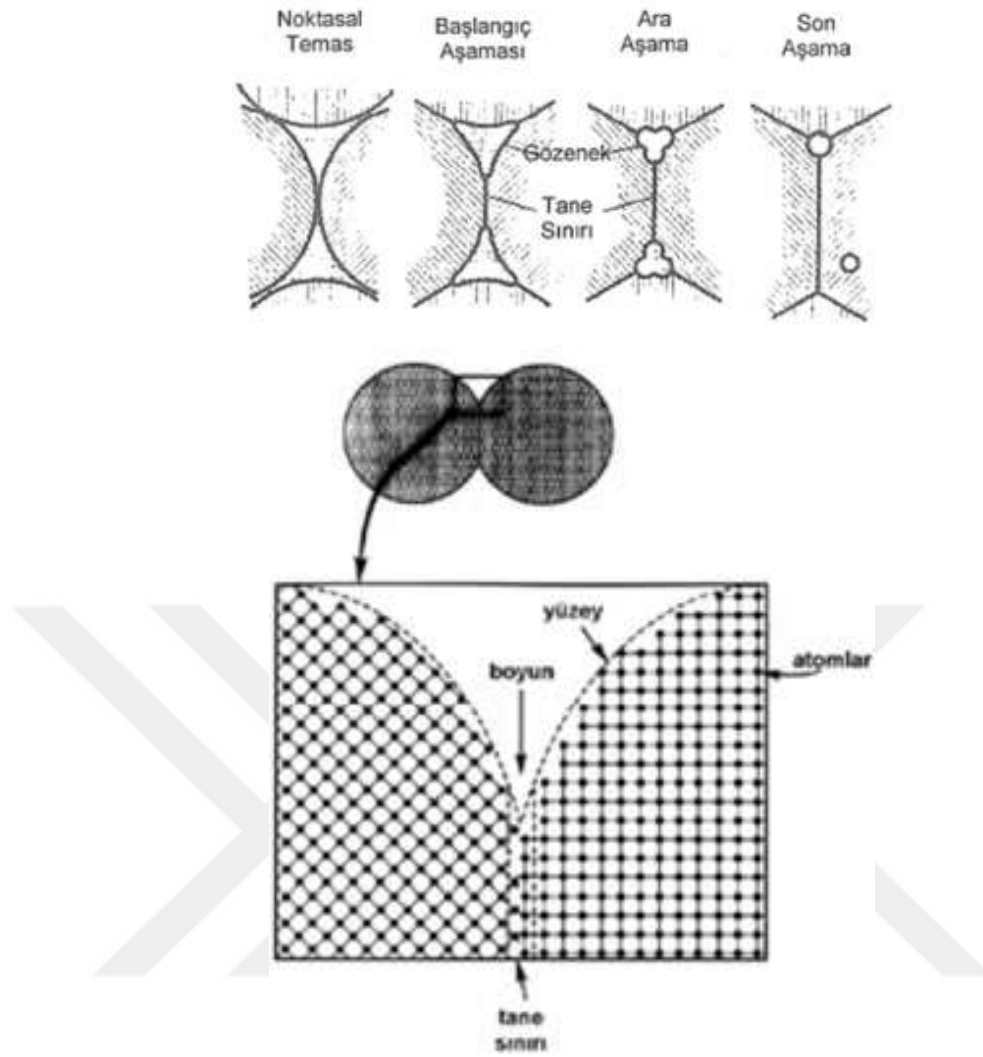 Noktasal
Temas
Başlangıç
Aşaması
Ara
Aşama
Son
Aşama
Gözenek
Tane
Sınırı
yüzey
boyun
atomlar
tane
sınırı